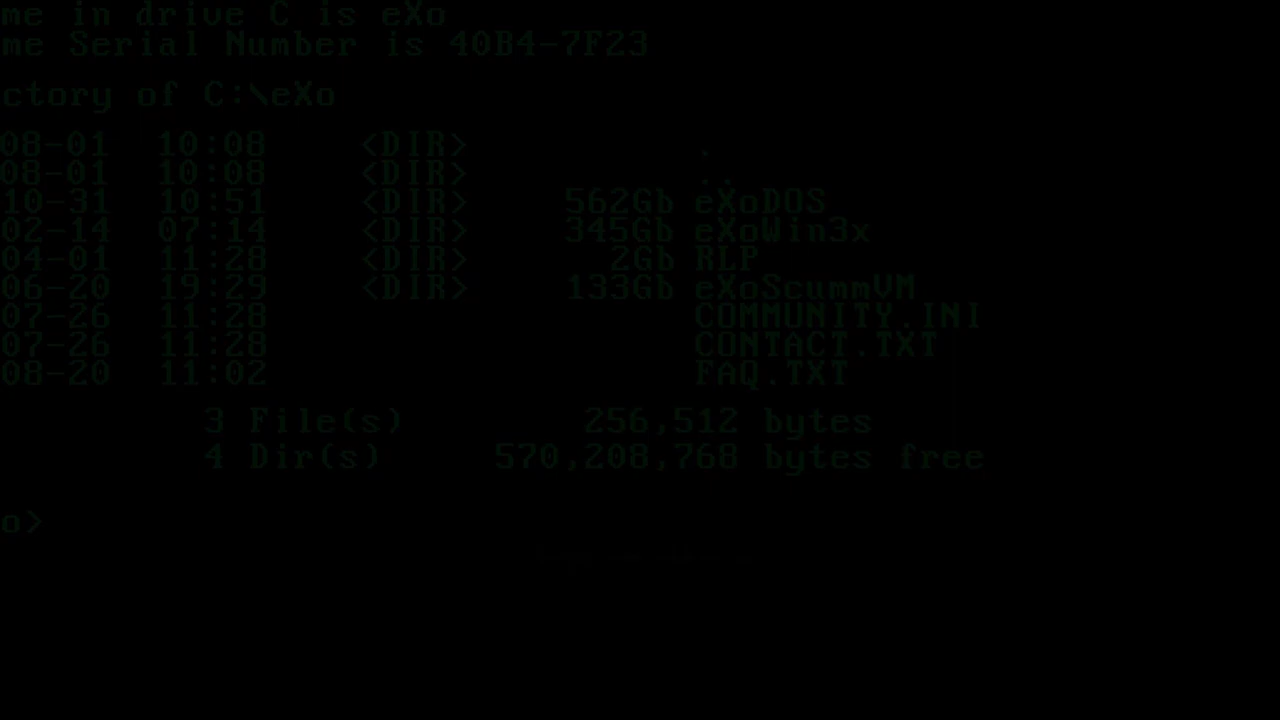 me in drive C is eXo
me Serial Number is 40B4-7F23
ctory of C:\eXo
08-01 10:08 <DIR> .
08-01 10:08 <DIR> ..
10-31 10:51 <DIR> 562Gb eXoDOS
02-14 07:14 <DIR> 345Gb eXoWin3x
04-01 11:28 <DIR> 2Gb RLP
06-20 19:29 <DIR> 133Gb eXoScummVM
07-26 11:28 COMMUNITY.INI
07-26 11:28 CONTACT.TXT
08-20 11:02 FAQ.TXT
3 File(s) 256,512 bytes
4 Dir(s) 570,208,768 bytes free
o>